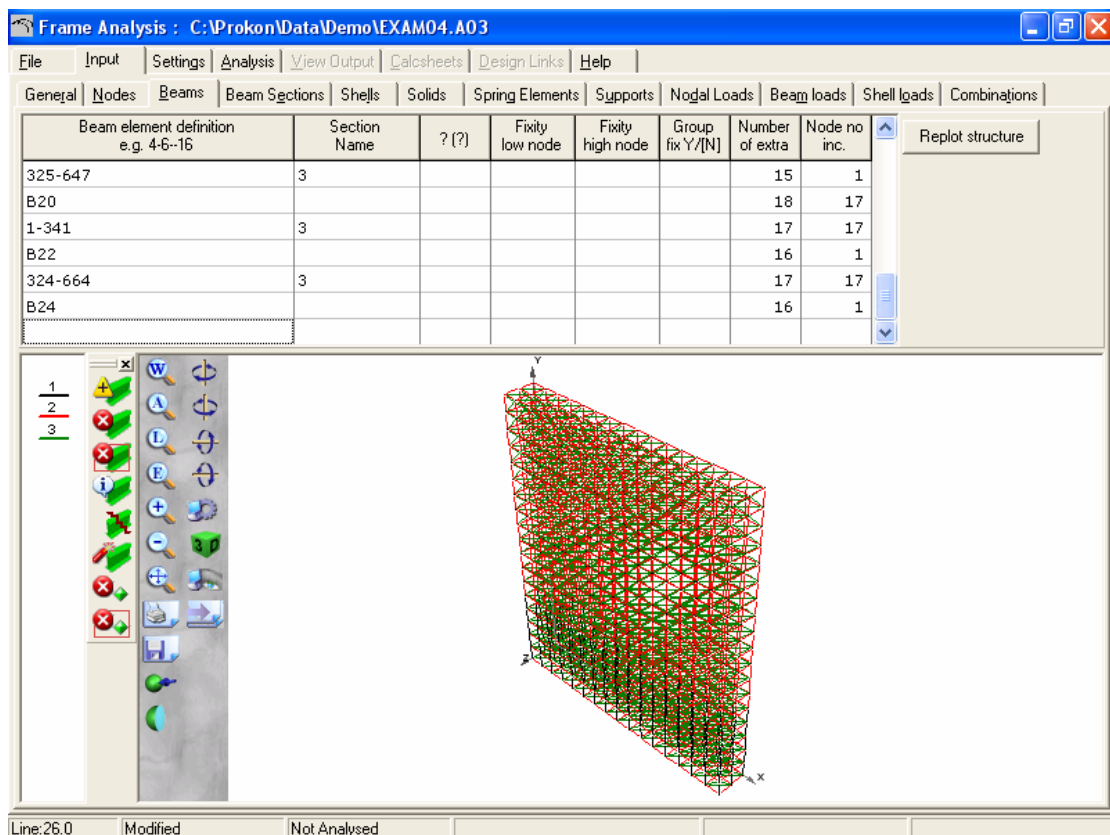 Frame Analysis : C:\Prokon\Data\Demo\EXAM04.A03
File Input Settings Analysis View Output Calcsheets Design Links Help
General Nodes Beams Beam Sections Shells Solids Spring Elements Supports Nodal Loads Beam loads Shell loads Combinations
Beam element definition e.g. 4-6--16 Section Name ? (?) Fixity low node Fixity high node Group fix Y/[N] Number of extra Node no inc. Replot structure
325-647 3 15 1
B20 18 17
1-341 3 17 17
B22 16 1
324-664 3 17 17
B24 16 1
1
2
3
W
A
L
E
3D
Y
Z
X
Line:26.0 Modified Not Analysed